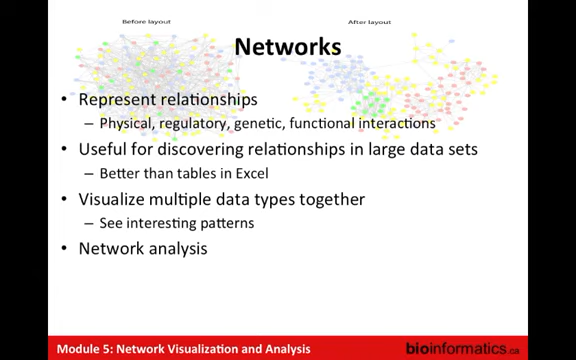 Before layout
After layout
Networks
• Represent relationships
– Physical, regulatory, genetic, functional interactions
• Useful for discovering relationships in large data sets
– Better than tables in Excel
• Visualize multiple data types together
– See interesting patterns
• Network analysis
Module 5: Network Visualization and Analysis
bioinformatics.ca